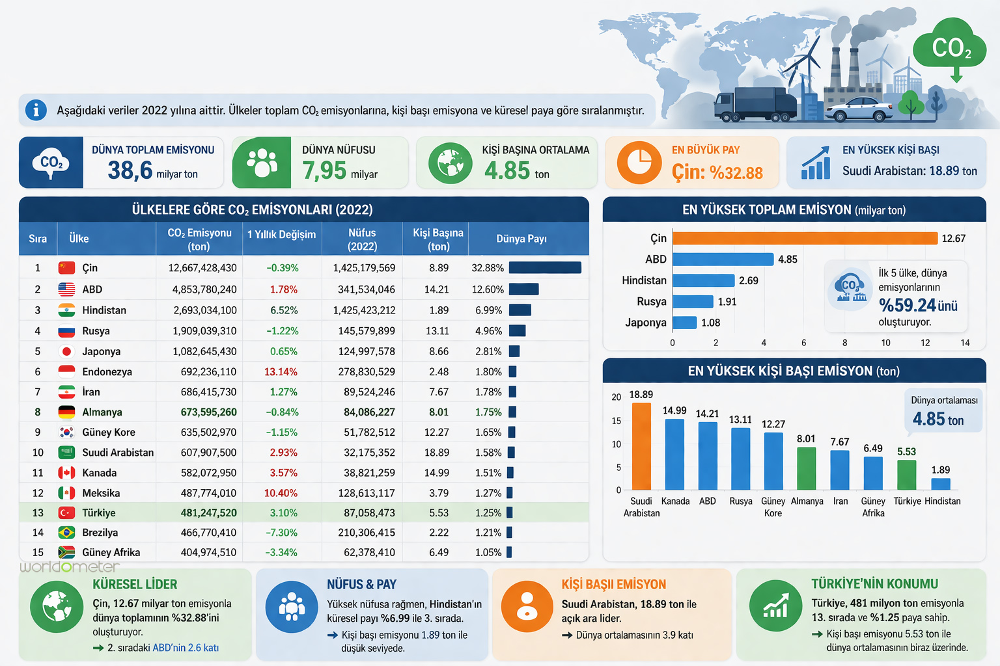 CO₂
Aşağıdaki veriler 2022 yılına aittir. Ülkeler toplam CO₂ emisyonlarına, kişi başı emisyona ve küresel paya göre sıralanmıştır.
CO₂
DÜNYA TOPLAM EMİSYONU
38,6 milyar ton
DÜNYA NÜFUSU
7,95 milyar
KİŞİ BAŞINA ORTALAMA
4.85 ton
EN BÜYÜK PAY
Çin: %32.88
EN YÜKSEK KİŞİ BAŞI
Suudi Arabistan: 18.89 ton
ÜLKELERE GÖRE CO₂ EMİSYONLARI (2022)
Sıra Ülke CO₂ Emisyonu (ton) 1 Yıllık Değişim Nüfus (2022) Kişi Başına (ton) Dünya Payı
1 Çin 12,667,428,430 −0.39% 1,425,179,569 8.89 32.88%
2 ABD 4,853,780,240 1.78% 341,534,046 14.21 12.60%
3 Hindistan 2,693,034,100 6.52% 1,425,423,212 1.89 6.99%
4 Rusya 1,909,039,310 −1.22% 145,579,899 13.11 4.96%
5 Japonya 1,082,645,430 0.65% 124,997,578 8.66 2.81%
6 Endonezya 692,236,110 13.14% 278,830,529 2.48 1.80%
7 İran 686,415,730 1.27% 89,524,246 7.67 1.78%
8 Almanya 673,595,260 −0.84% 84,086,227 8.01 1.75%
9 Güney Kore 635,502,970 −1.15% 51,782,512 12.27 1.65%
10 Suudi Arabistan 607,907,500 2.93% 32,175,352 18.89 1.58%
11 Kanada 582,072,950 3.57% 38,821,259 14.99 1.51%
12 Meksika 487,774,010 10.40% 128,613,117 3.79 1.27%
13 Türkiye 481,247,520 3.10% 87,058,473 5.53 1.25%
14 Brezilya 466,770,410 −7.30% 210,306,415 2.22 1.21%
15 Güney Afrika 404,974,510 −3.34% 62,378,410 6.49 1.05%
worldometer
EN YÜKSEK TOPLAM EMİSYON (milyar ton)
Çin 12.67
ABD 4.85
Hindistan 2.69
Rusya 1.91
Japonya 1.08
0 2 4 6 8 10 12 14
CO₂
İlk 5 ülke, dünya
emisyonlarının
%59.24 ünü
oluşturuyor.
EN YÜKSEK KİŞİ BAŞI EMİSYON (ton)
20
15
10
5
0
18.89 14.99 14.21 13.11 12.27 8.01 7.67 6.49 5.53 1.89
Suudi Arabistan Kanada ABD Rusya Güney Kore Almanya Iran Güney Afrika Türkiye Hindistan
Dünya ortalaması
4.85 ton
KÜRESEL LİDER
Çin, 12.67 milyar ton emisyonla
dünya toplamının %32.88'ini
oluşturuyor.
→ 2. sıradaki ABD'nin 2.6 katı
NÜFUS & PAY
Yüksek nüfusa rağmen, Hindistan'ın
küresel payı %6.99 ile 3. sırada.
→ Kişi başı emisyonu 1.89 ton ile
düşük seviyede.
KİŞİ BAŞII EMİSYON
Suudi Arabistan, 18.89 ton ile
açık ara lider.
→ Dünya ortalamasının 3.9 katı
TÜRKİYE'NİN KONUMU
Türkiye, 481 milyon ton emisyonla
13. sırada ve %1.25 paya sahip.
→ Kişi başı emisyonu 5.53 ton ile
dünya ortalamasının biraz üzerinde.